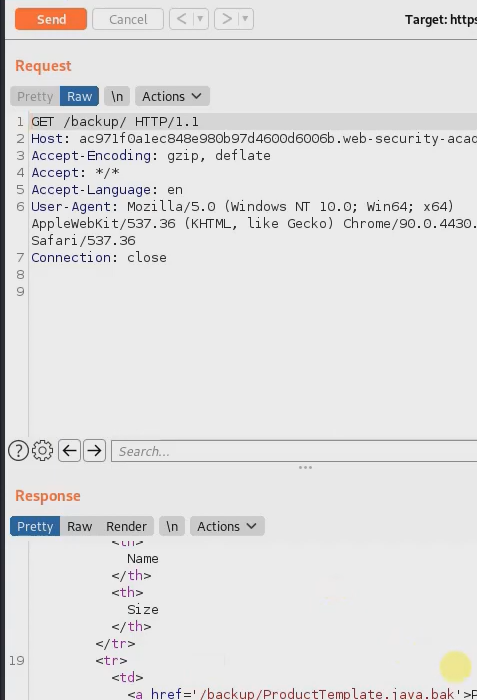 Send Cancel < > Target: https
Request
Pretty Raw \n Actions
1 GET /backup/ HTTP/1.1
2 Host: ac971f0a1ec848e980b97d4600d6006b.web-security-acad
3 Accept-Encoding: gzip, deflate
4 Accept: */*
5 Accept-Language: en
6 User-Agent: Mozilla/5.0 (Windows NT 10.0; Win64; x64)
AppleWebKit/537.36 (KHTML, like Gecko) Chrome/90.0.4430.
Safari/537.36
7 Connection: close
8
9
? Search...
Response
Pretty Raw Render \n Actions
<th>
Name
</th>
<th>
Size
</th>
</tr>
19 <tr>
<td>
<a href='/backup/ProductTemplate.java.bak'>P